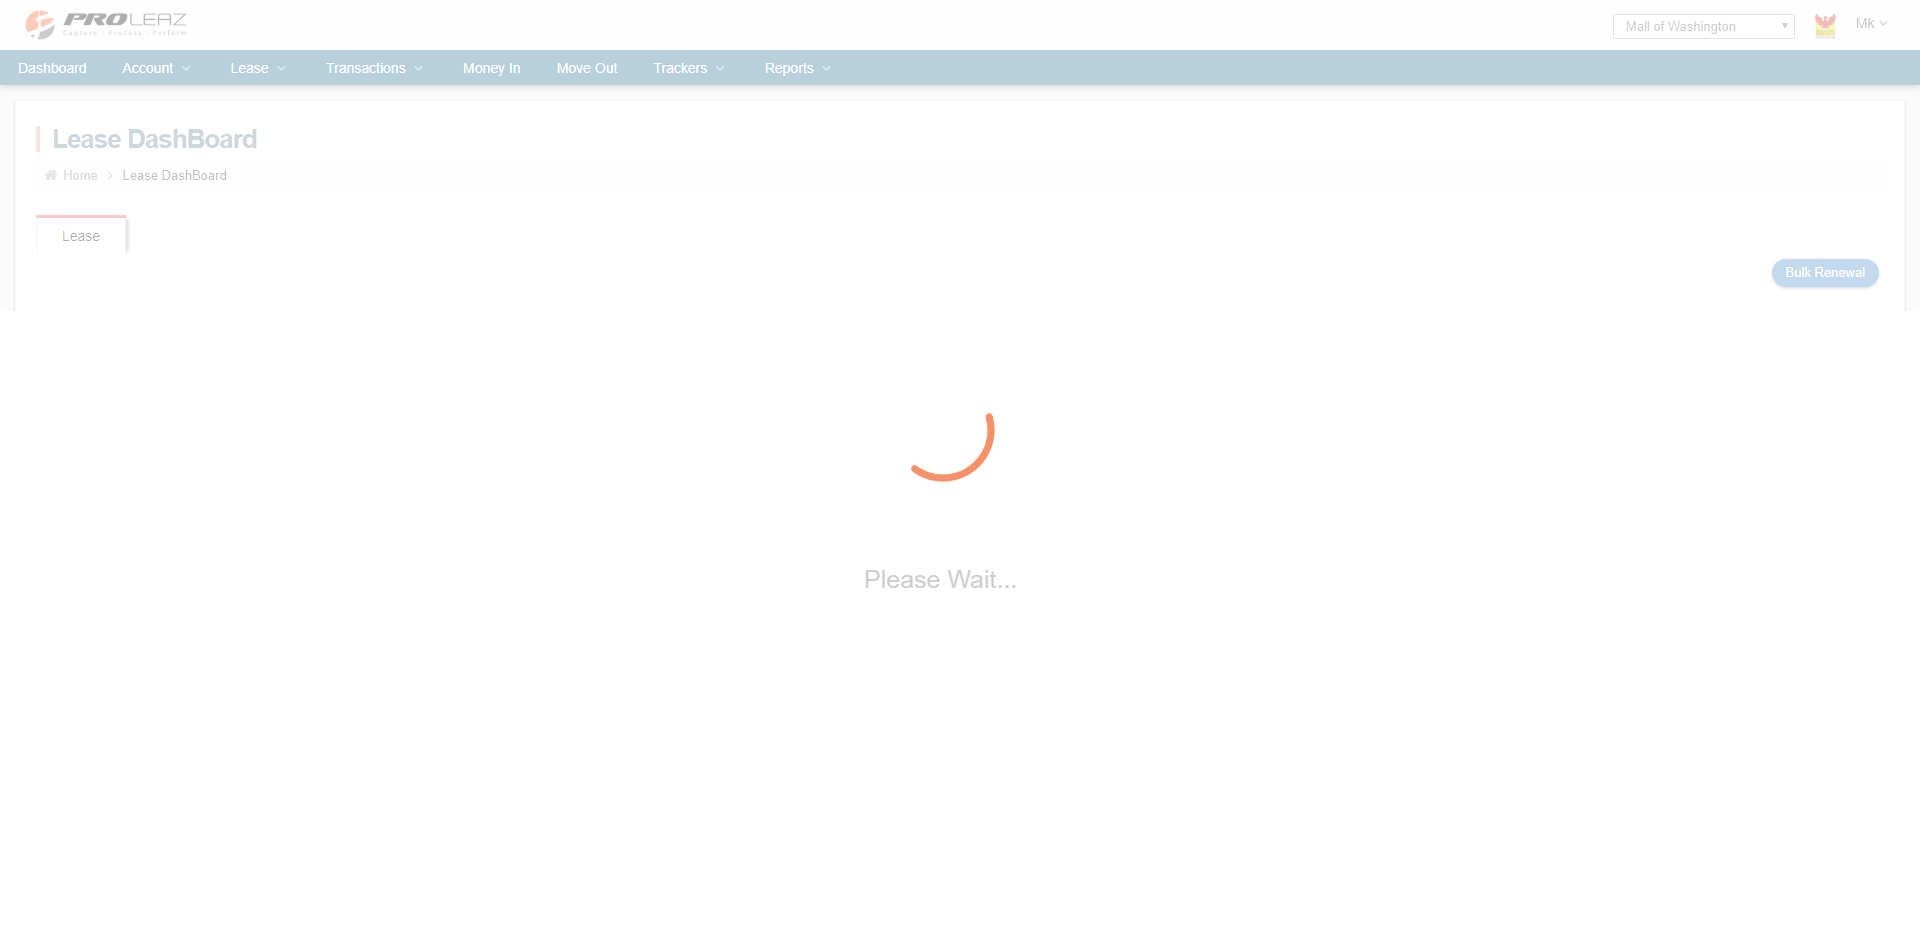 PROLEAZ
Capture | Process | Perform
Mall of Washington
Mk
Dashboard Account Lease Transactions Money In Move Out Trackers Reports
Lease DashBoard
Home Lease DashBoard
Lease
Bulk Renewal
Please Wait...